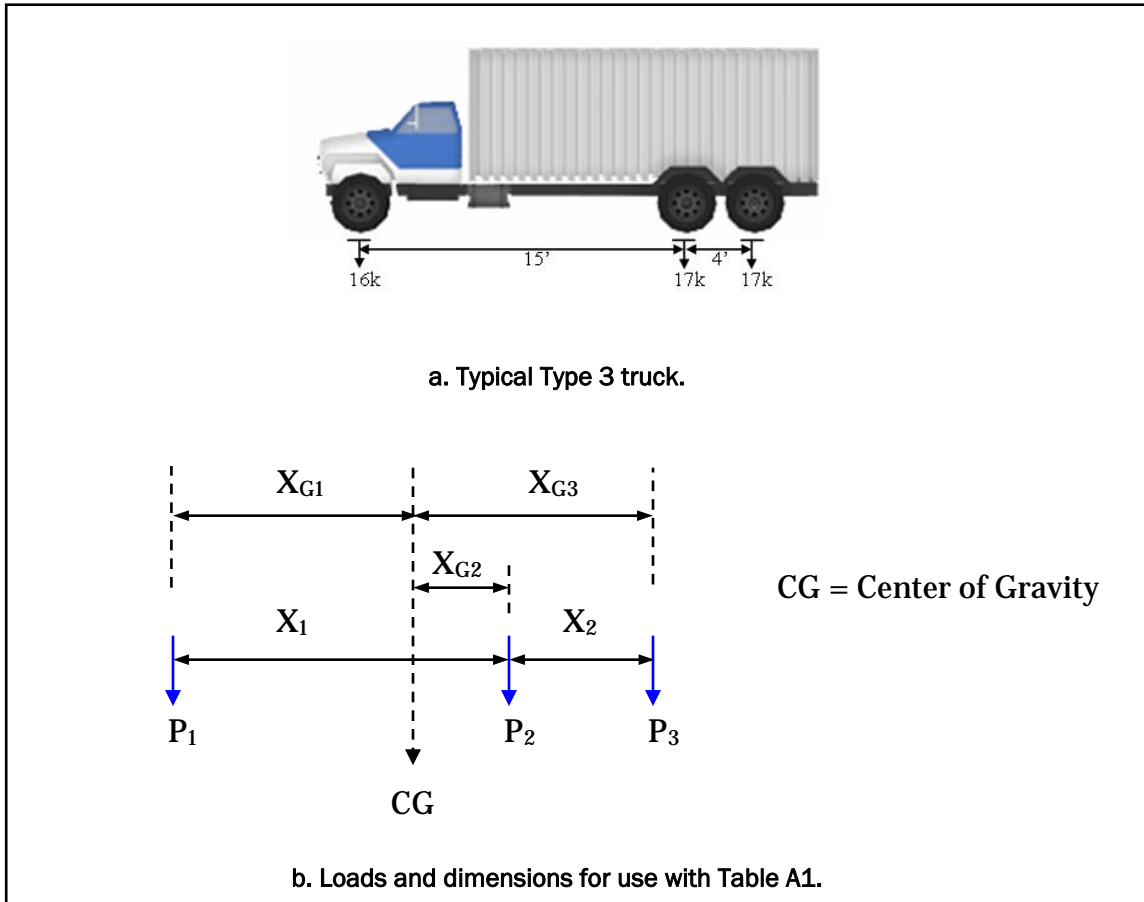 15’ 4’
16k 17k 17k
a. Typical Type 3 truck.
XG1 XG3
XG2
CG = Center of Gravity
X1 X2
P1 P2 P3
CG
b. Loads and dimensions for use with Table A1.